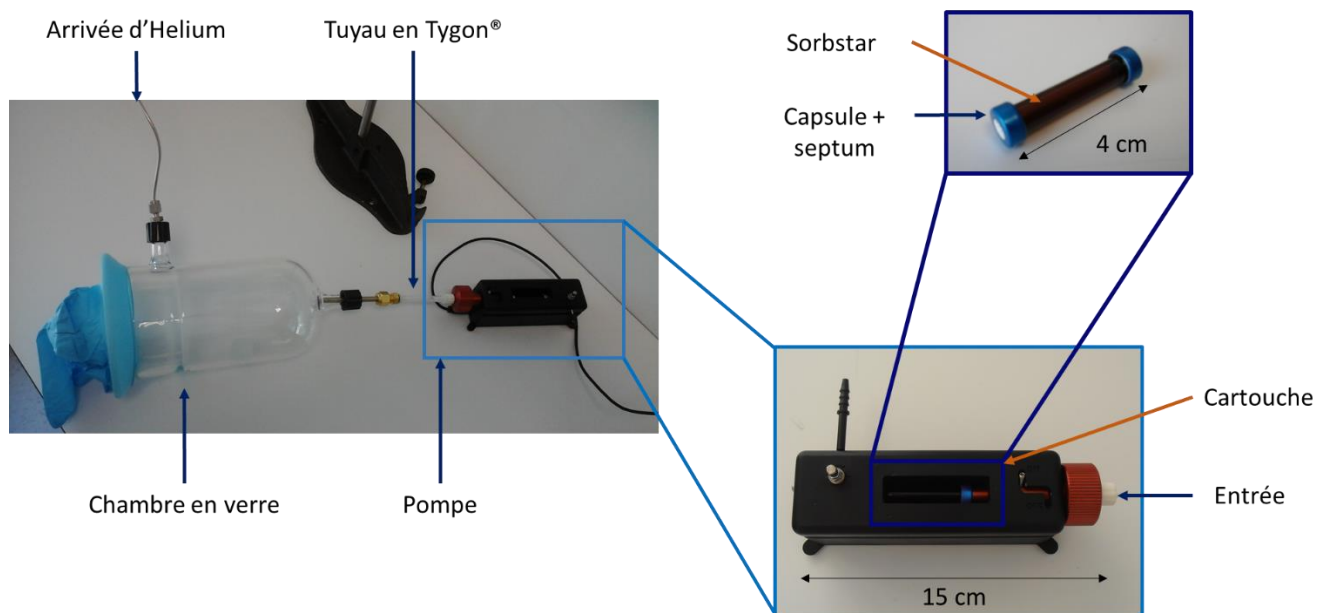 Arrivée d'Helium
Tuyau en Tygon®
Sorbstar
Capsule +
septum
4 cm
Cartouche
Chambre en verre
Pompe
Entrée
15 cm